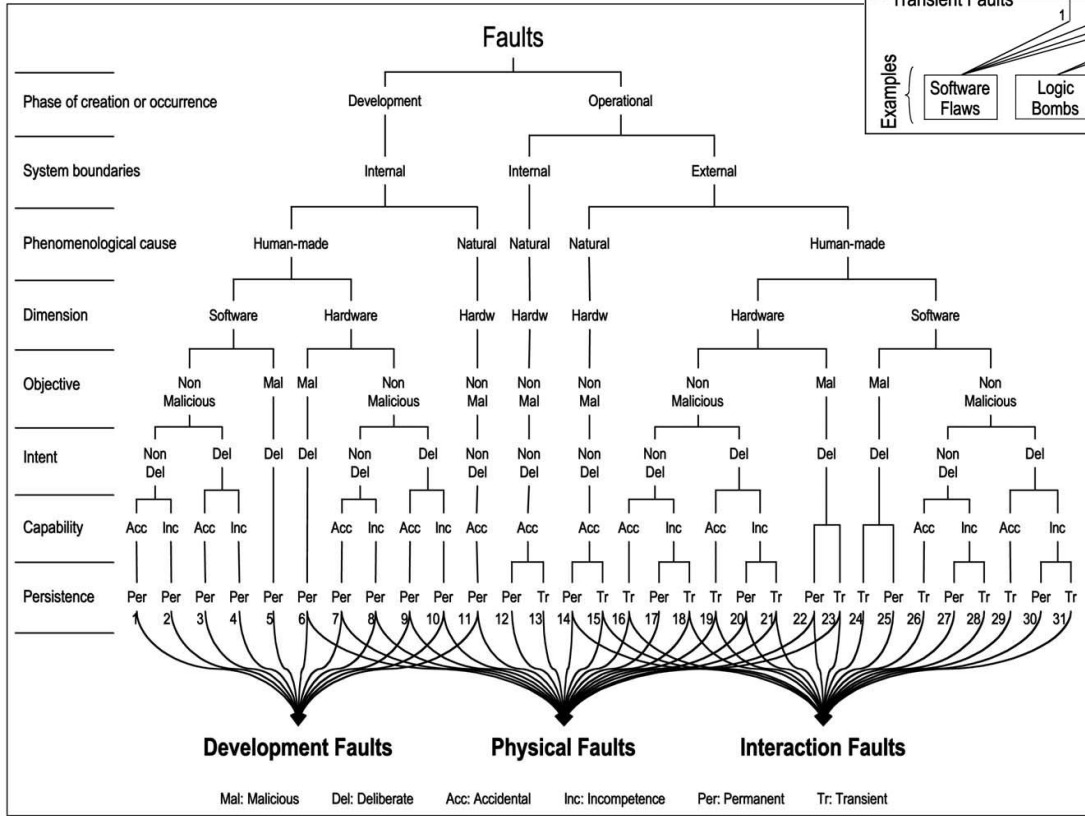 Transient Faults
1
Examples
Software
Flaws
Logic
Bombs
Faults
Phase of creation or occurrence Development Operational
System boundaries Internal Internal External
Phenomenological cause Human-made Natural Natural Natural Human-made
Dimension Software Hardware Hardw Hardw Hardw Hardware Software
Objective Non Mal Mal Non Non Non Non Non Mal Mal Non
Malicious Malicious Mal Mal Mal Malicious Malicious
Intent Non Del Del Del Non Del Non Non Non Non Del Del Del Non Del
Del Del Del Del Del Del Del
Capability Acc Inc Acc Inc Acc Inc Acc Inc Acc Acc Acc Acc Inc Acc Inc Acc Inc Acc Inc
Persistence Per Per Per Per Per Per Per Per Per Per Per Per Tr Per Tr Tr Per Tr Tr Per Tr Per Tr Tr Per Tr Per Tr Tr Per Tr
1 2 3 4 5 6 7 8 9 10 11 12 13 14 15 16 17 18 19 20 21 22 23 24 25 26 27 28 29 30 31
Development Faults Physical Faults Interaction Faults
Mal: Malicious Del: Deliberate Acc: Accidental Inc: Incompetence Per: Permanent Tr: Transient